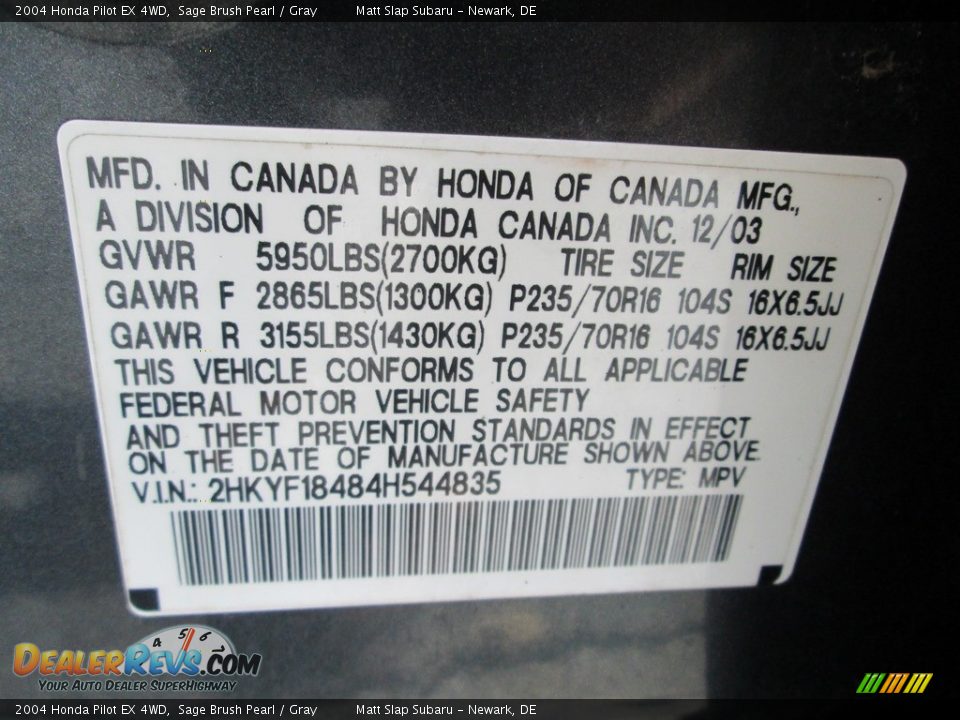 2004 Honda Pilot EX 4WD, Sage Brush Pearl / Gray Matt Slap Subaru - Newark, DE
MFD. IN CANADA BY HONDA OF CANADA MFG.,
A DIVISION OF HONDA CANADA INC. 12/03
GVWR 5950LBS(2700KG) TIRE SIZE RIM SIZE
GAWR F 2865LBS(1300KG) P235/70R16 104S 16X6.5JJ
GAWR R 3155LBS(1430KG) P235/70R16 104S 16X6.5JJ
THIS VEHICLE CONFORMS TO ALL APPLICABLE
FEDERAL MOTOR VEHICLE SAFETY
AND THEFT PREVENTION STANDARDS IN EFFECT
ON THE DATE OF MANUFACTURE SHOWN ABOVE.
V.I.N.: 2HKYF18484H544835 TYPE: MPV
4 5 6
DEALERREVS.COM
YOUR AUTO DEALER SUPERHIGHWAY
2004 Honda Pilot EX 4WD, Sage Brush Pearl / Gray Matt Slap Subaru - Newark, DE